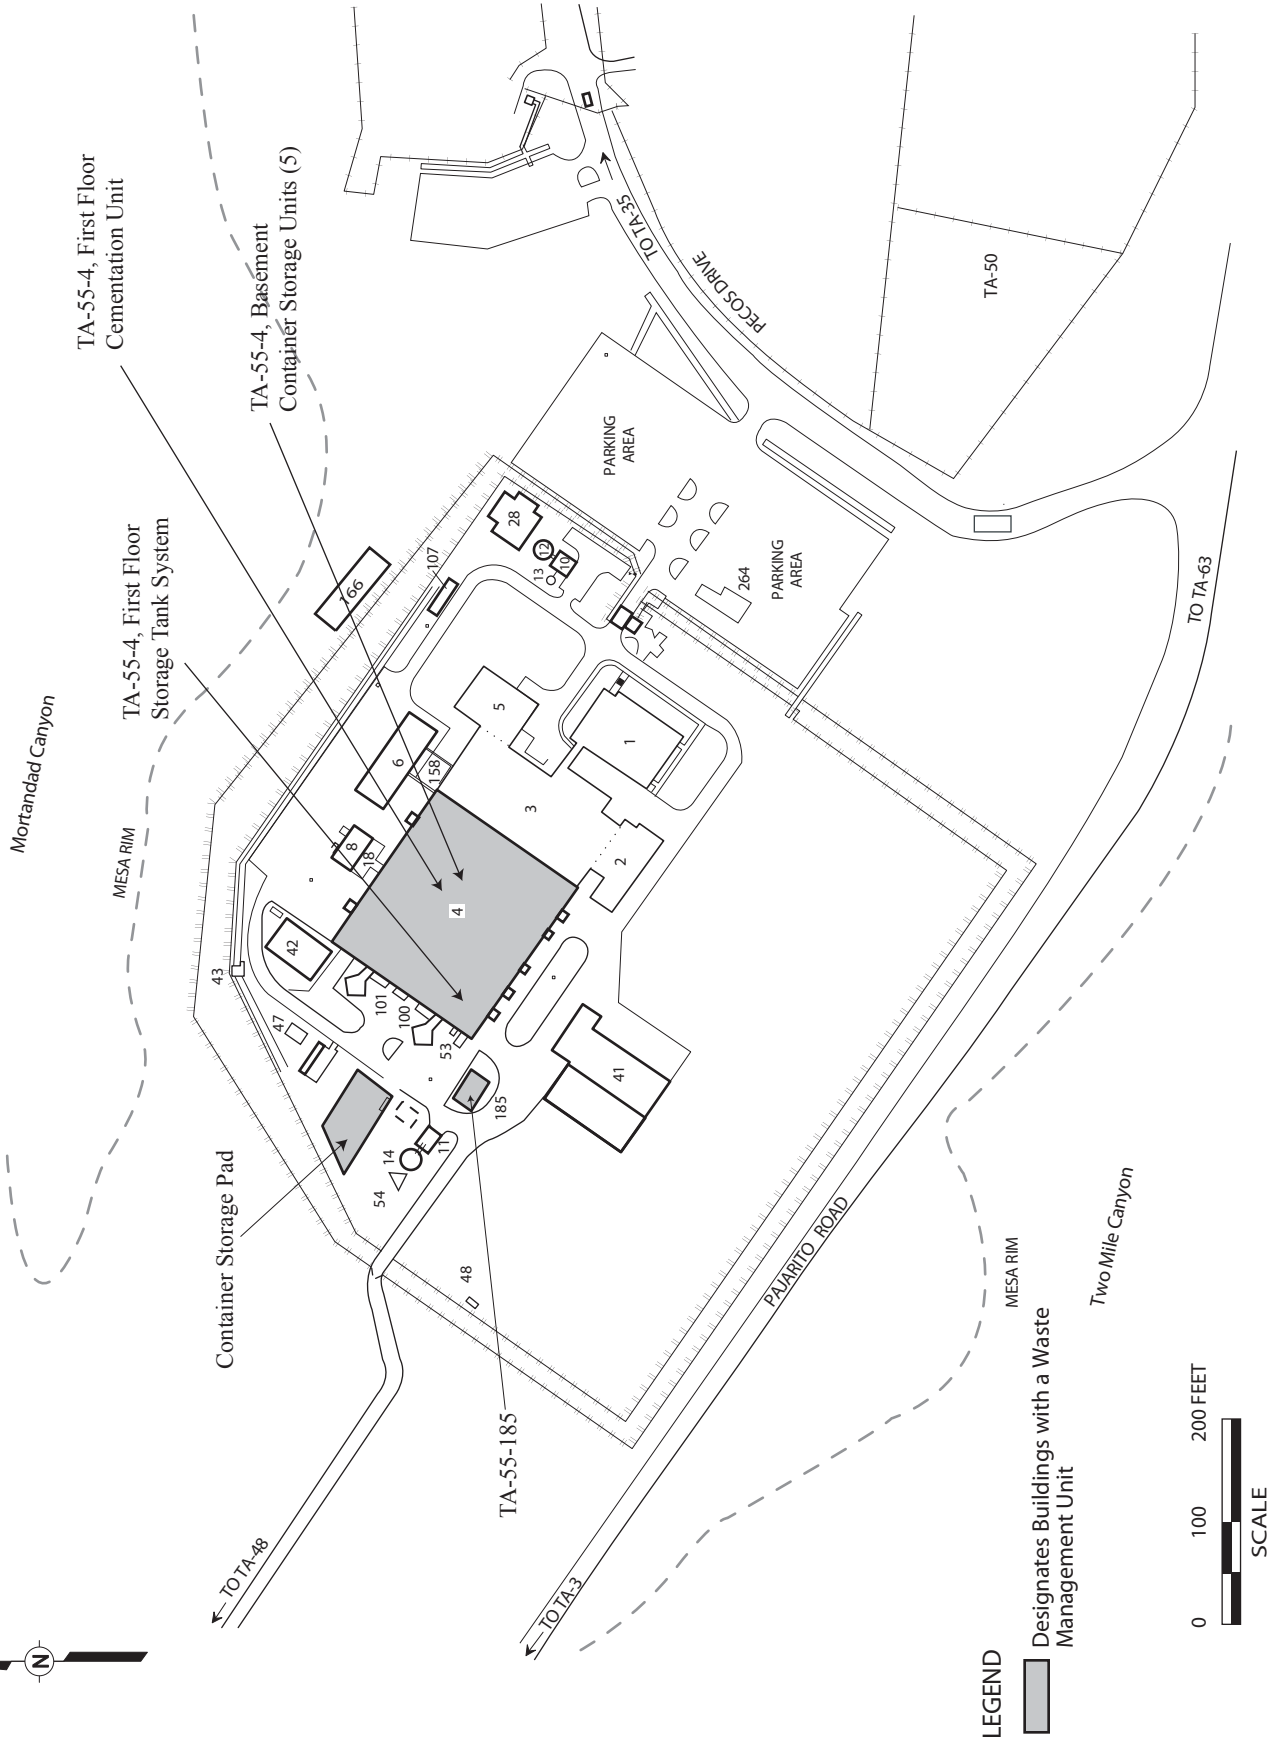 N
Mortandad Canyon
MESA RIM
TA-55-4, First Floor
Cementation Unit
TA-55-4, Basement
Container Storage Units (5)
TA-55-4, First Floor
Storage Tank System
Container Storage Pad
TA-55-185
TO TA-48
TO TA-3
TO TA-35
PECOS DRIVE
TA-50
PARKING
AREA
PARKING
AREA
264
TO TA-63
PAJARITO ROAD
MESA RIM
Two Mile Canyon
166
107
28
12
13
10
5
6
158
8
18
3
1
2
4
42
43
47
101
100
53
185
41
14
11
54
48
LEGEND
Designates Buildings with a Waste
Management Unit
0 100 200 FEET
SCALE